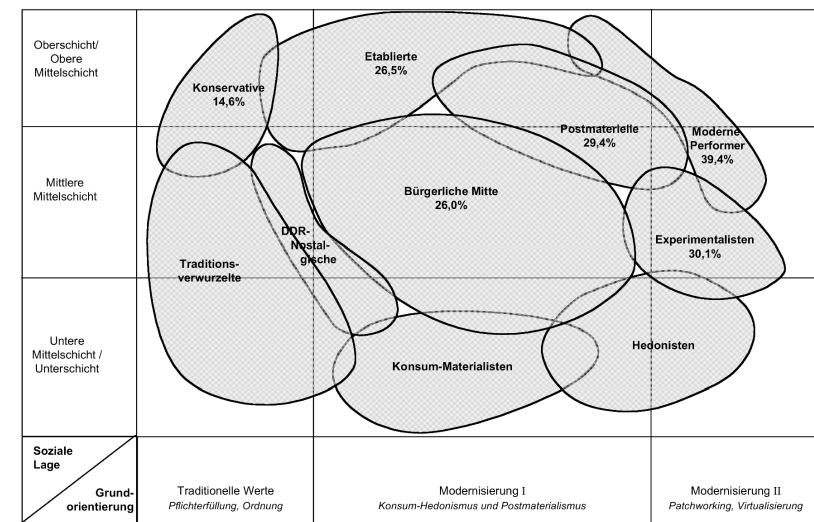 Oberschicht/
Obere
Mittelschicht
Etablierte
26,5%
Konservative
14,6%
Postmaterielle
29,4%
Moderne
Performer
39,4%
Mittlere
Mittelschicht
Bürgerliche Mitte
26,0%
DDR-
Nostal-
gische
Traditions-
verwurzelte
Experimentalisten
30,1%
Untere
Mittelschicht /
Unterschicht
Hedonisten
Konsum-Materialisten
Soziale
Lage
Grund-
orientierung
Traditionelle Werte
Pflichterfüllung, Ordnung
Modernisierung I
Konsum-Hedonismus und Postmaterialismus
Modernisierung II
Patchworking, Virtualisierung